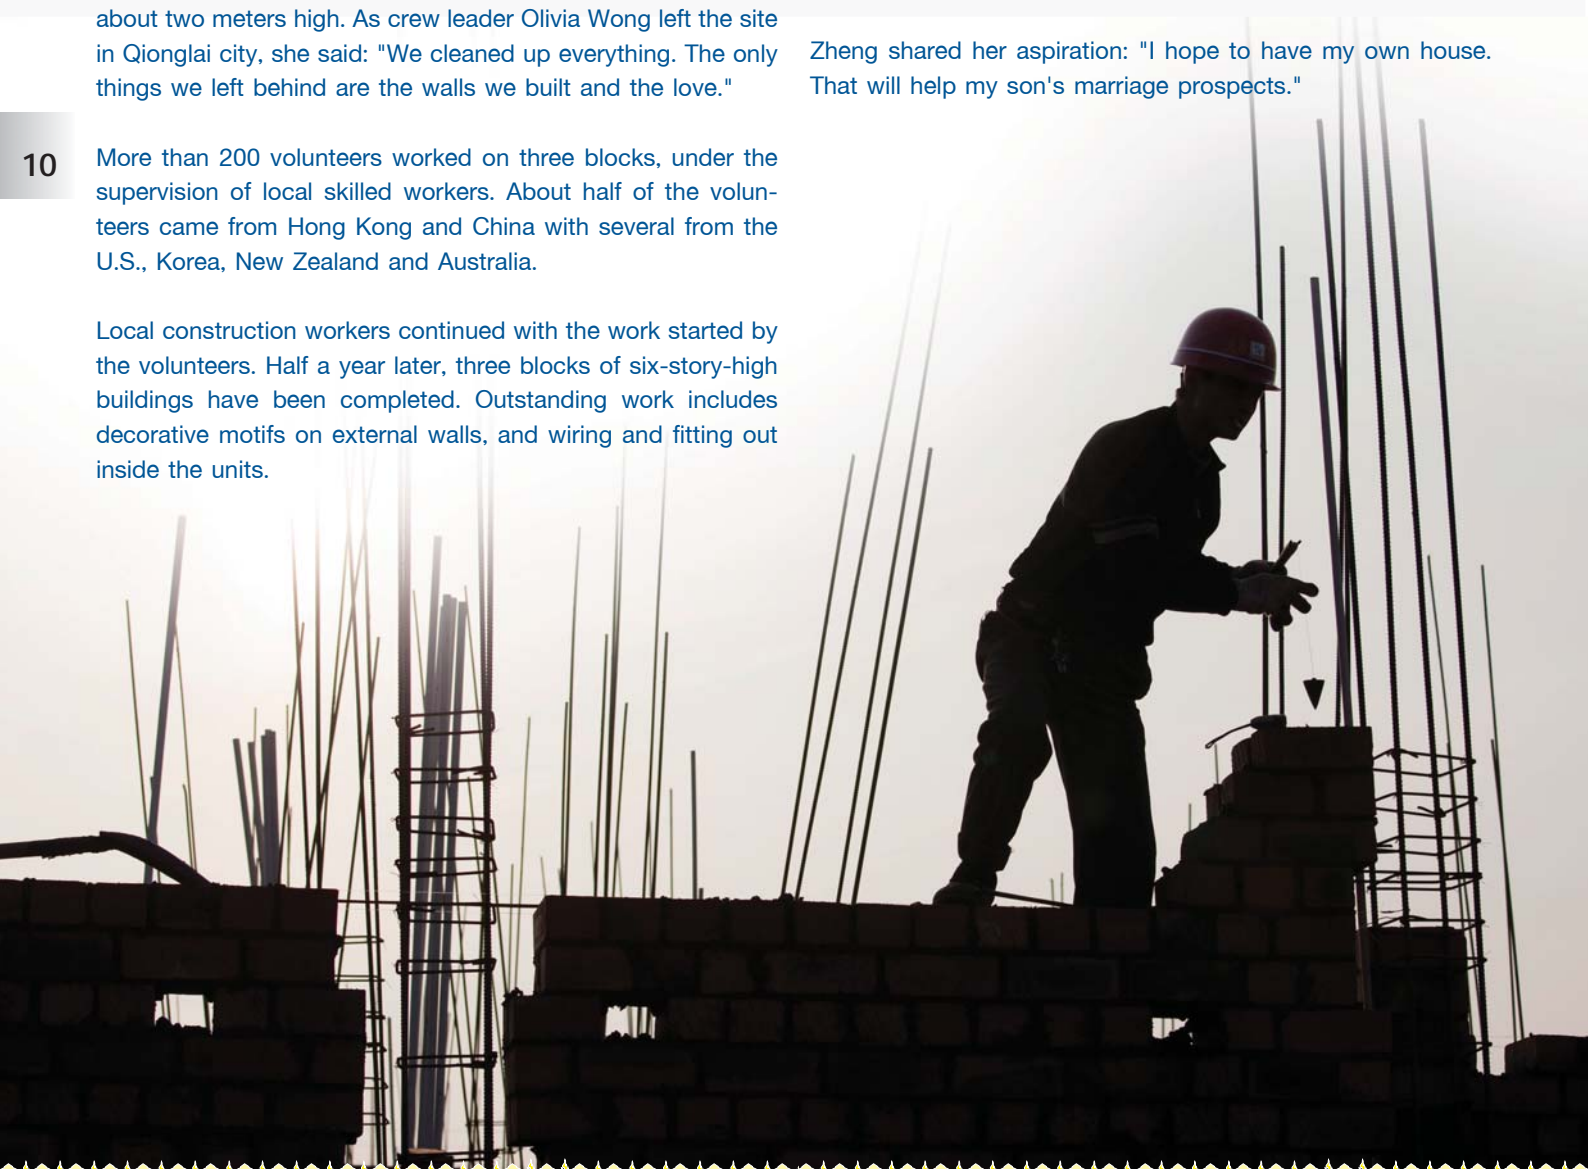 about two meters high. As crew leader Olivia Wong left the site
in Qionglai city, she said: "We cleaned up everything. The only
things we left behind are the walls we built and the love."
10
More than 200 volunteers worked on three blocks, under the
supervision of local skilled workers. About half of the volun-
teers came from Hong Kong and China with several from the
U.S., Korea, New Zealand and Australia.
Local construction workers continued with the work started by
the volunteers. Half a year later, three blocks of six-story-high
buildings have been completed. Outstanding work includes
decorative motifs on external walls, and wiring and fitting out
inside the units.
Zheng shared her aspiration: "I hope to have my own house.
That will help my son's marriage prospects."